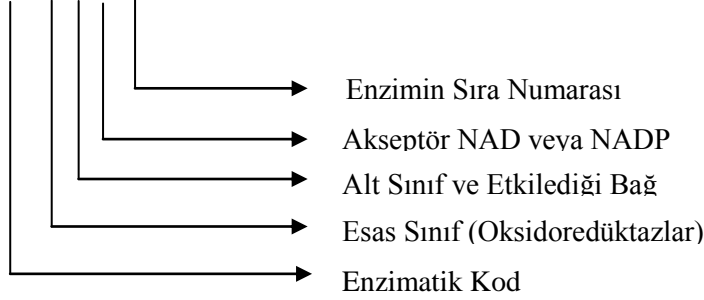 Enzimin Sıra Numarası
Akseptör NAD veya NADP
Alt Sınıf ve Etkilediği Bağ
Esas Sınıf (Oksidoredüktazlar)
Enzimatik Kod